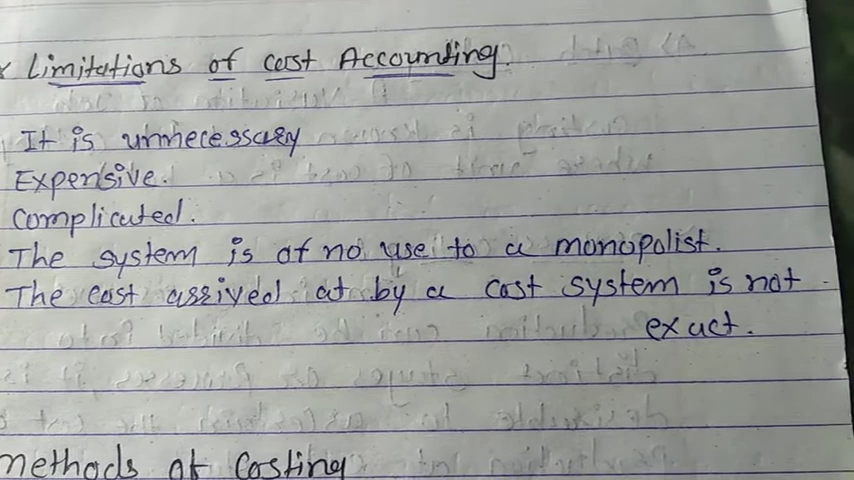 Limitations of cost Accounting.
It is unnecessary
Expensive.
complicated.
The system is of no use to a monopolist.
The cast arrived at by a cost system is not
exact.
methods of Costing